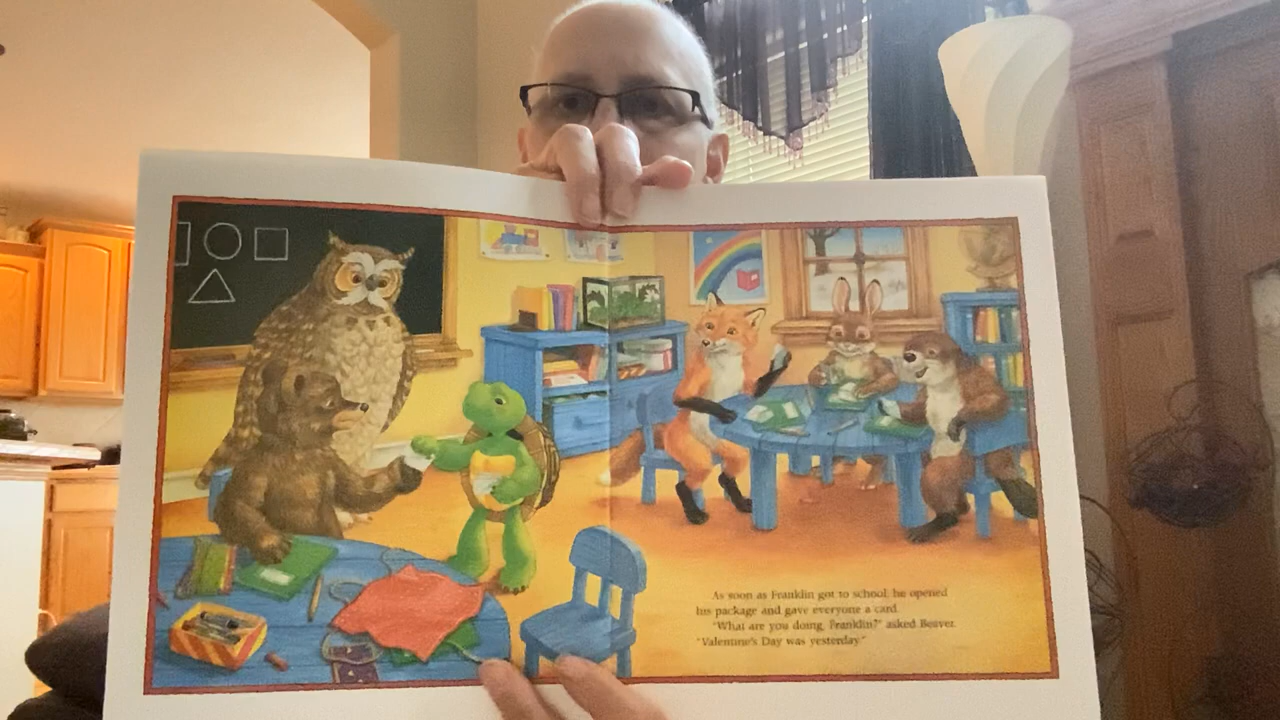 As soon as Franklin got to school, he opened
his package and gave everyone a card.
"What are you doing, Franklin?" asked Beaver.
"Valentine's Day was yesterday."